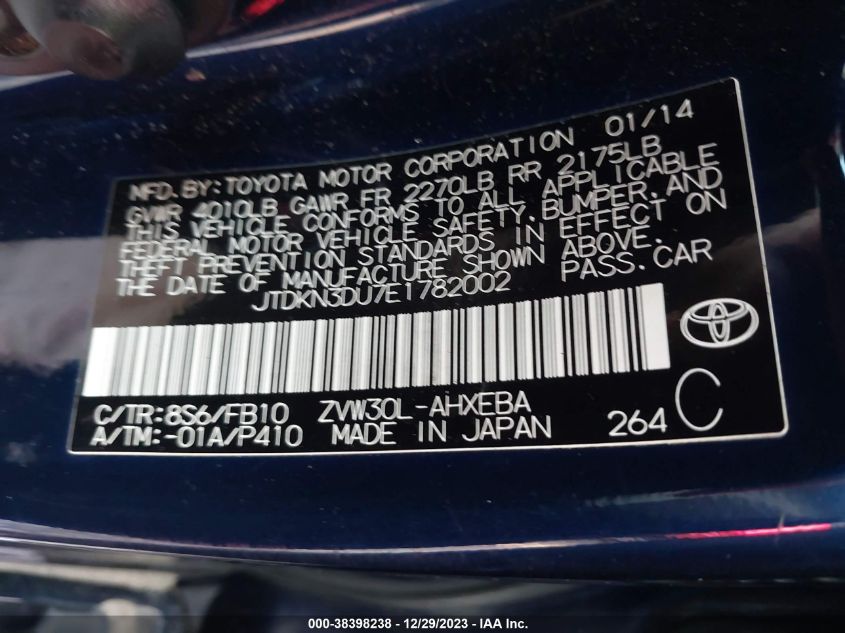 MFD. BY: TOYOTA MOTOR CORPORATION 01/14
GVWR 4010LB GAWR FR 2270LB RR 2175LB
THIS VEHICLE CONFORMS TO ALL APPLICABLE
FEDERAL MOTOR VEHICLE SAFETY, BUMPER, AND
THEFT PREVENTION STANDARDS IN EFFECT ON
THE DATE OF MANUFACTURE SHOWN ABOVE.
JTDKN3DU7E1782002 PASS. CAR
C/TR: 8S6/FB10 ZVW30L-AHXEBA
A/TM: -01A/P410 MADE IN JAPAN 264 C
000-38398238 - 12/29/2023 - IAA Inc.